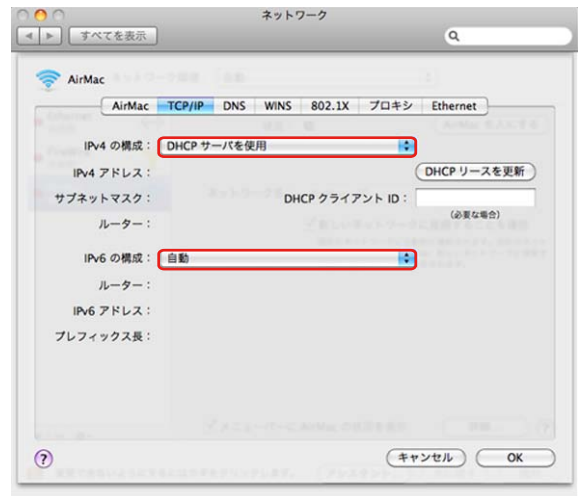 ネットワーク
すべてを表示
AirMac
AirMac TCP/IP DNS WINS 802.1X プロキシ Ethernet
IPv4 の構成： DHCP サーバを使用
IPv4 アドレス： DHCP リースを更新
サブネットマスク： DHCP クライアント ID：
（必要な場合）
ルーター：
IPv6 の構成： 自動
ルーター：
IPv6 アドレス：
プレフィックス長：
? キャンセル OK